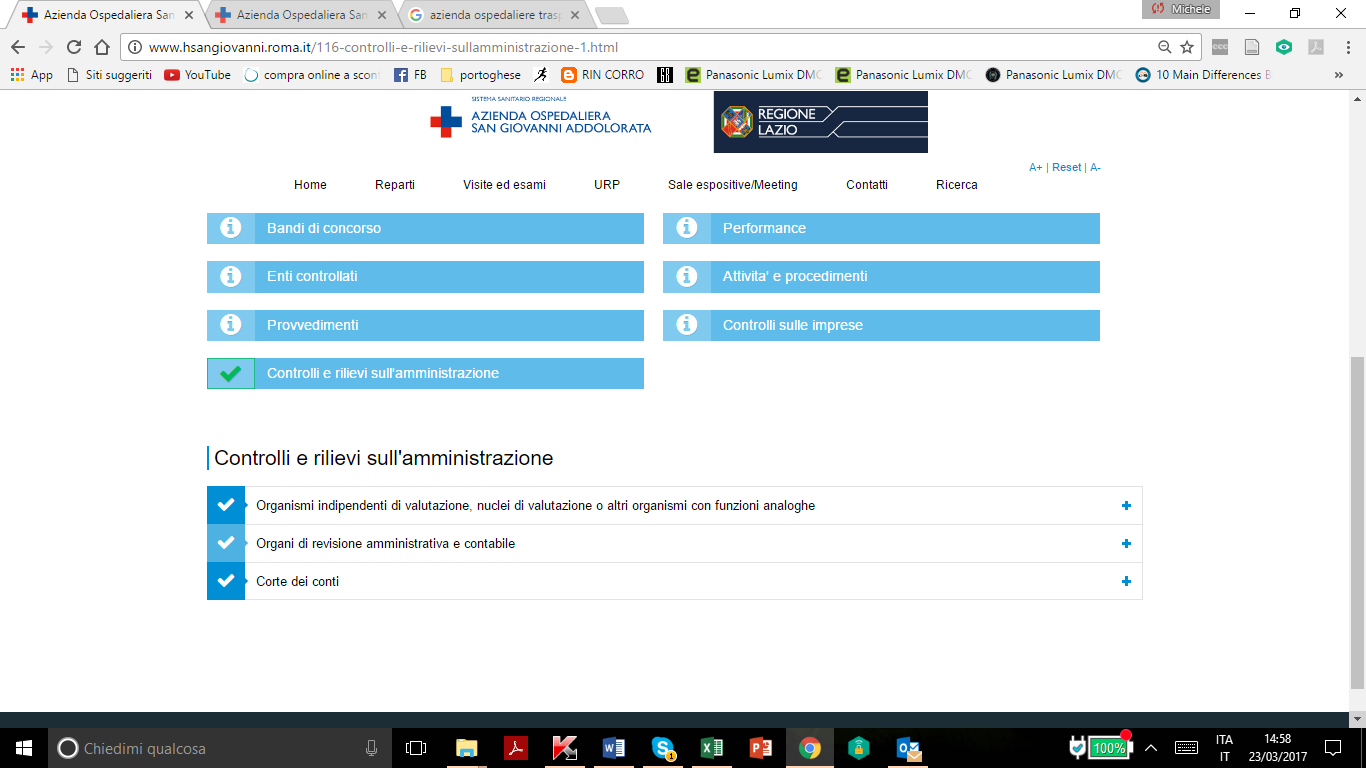 Azienda Ospedaliera San
Azienda Ospedaliera San
azienda ospedaliere trasp
Michele
www.hsangiovanni.roma.it/116-controlli-e-rilievi-sullamministrazione-1.html
App
Siti suggeriti
YouTube
compra online a scont
FB
portoghese
RIN CORRO
Panasonic Lumix DMC
Panasonic Lumix DMC
Panasonic Lumix DMC
10 Main Differences B
SISTEMA SANITARIO REGIONALE
AZIENDA OSPEDALIERA
SAN GIOVANNI ADDOLORATA
REGIONE
LAZIO
A+ | Reset | A-
Home Reparti Visite ed esami URP Sale espositive/Meeting Contatti Ricerca
Bandi di concorso
Performance
Enti controllati
Attivita' e procedimenti
Provvedimenti
Controlli sulle imprese
Controlli e rilievi sull'amministrazione
Controlli e rilievi sull'amministrazione
Organismi indipendenti di valutazione, nuclei di valutazione o altri organismi con funzioni analoghe
Organi di revisione amministrativa e contabile
Corte dei conti
Chiedimi qualcosa
1
100%
ITA
IT
14:58
23/03/2017